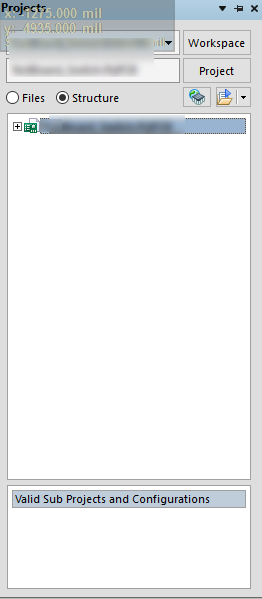 Projects
x: 1275.000 mil
y: 4935.000 mil
Workspace
Project
Files
Structure
Valid Sub Projects and Configurations